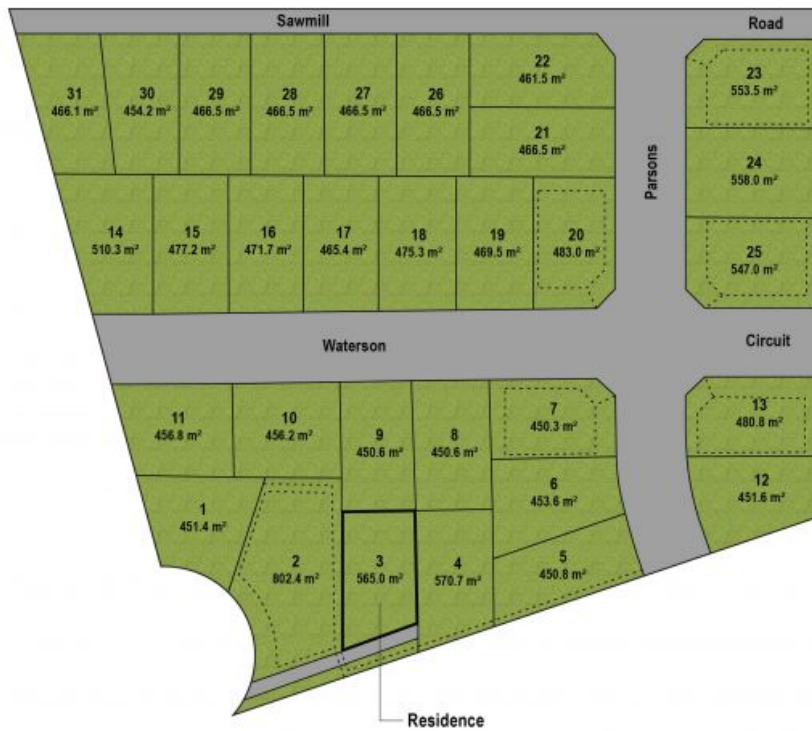 Sawmill Road
31
466.1 m²
30
454.2 m²
29
466.5 m²
28
466.5 m²
27
466.5 m²
26
466.5 m²
22
461.5 m²
21
466.5 m²
Parsons
23
553.5 m²
24
558.0 m²
25
547.0 m²
14
510.3 m²
15
477.2 m²
16
471.7 m²
17
465.4 m²
18
475.3 m²
19
469.5 m²
20
483.0 m²
Waterson Circuit
11
456.8 m²
10
456.2 m²
9
450.6 m²
8
450.6 m²
7
450.3 m²
13
480.8 m²
6
453.6 m²
12
451.6 m²
1
451.4 m²
2
802.4 m²
3
565.0 m²
4
570.7 m²
5
450.8 m²
Residence